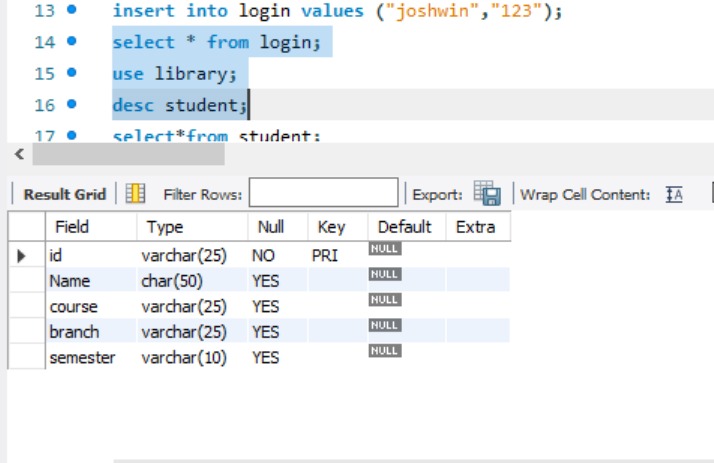 13 insert into login values ("joshwin","123");
14 select * from login;
15 use library;
16 desc student;
17 select*from student;
Result Grid Filter Rows: Export: Wrap Cell Content: IA
Field Type Null Key Default Extra
id varchar(25) NO PRI NULL
Name char(50) YES NULL
course varchar(25) YES NULL
branch varchar(25) YES NULL
semester varchar(10) YES NULL